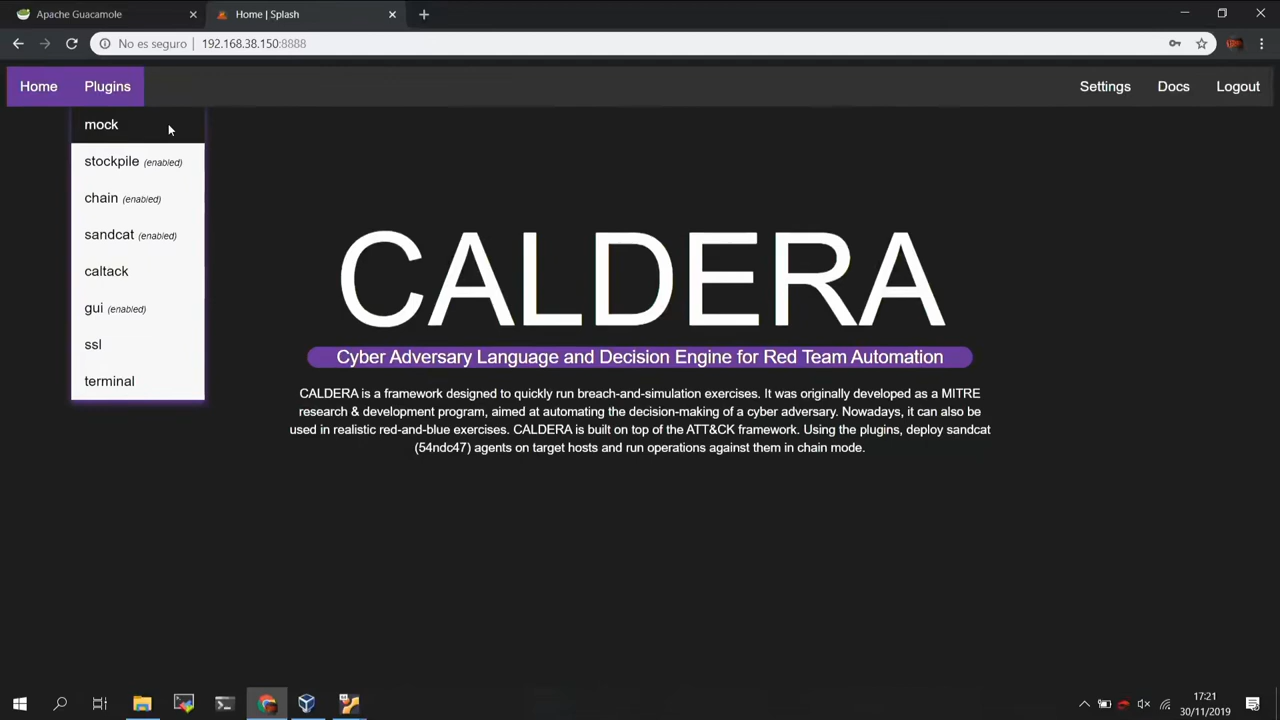 Apache Guacamole
Home | Splash
No es seguro
192.168.38.150:8888
Home
Plugins
Settings
Docs
Logout
mock
stockpile (enabled)
chain (enabled)
sandcat (enabled)
caltack
gui (enabled)
ssl
terminal
CALDERA
Cyber Adversary Language and Decision Engine for Red Team Automation
CALDERA is a framework designed to quickly run breach-and-simulation exercises. It was originally developed as a MITRE
research & development program, aimed at automating the decision-making of a cyber adversary. Nowadays, it can also be
used in realistic red-and-blue exercises. CALDERA is built on top of the ATT&CK framework. Using the plugins, deploy sandcat
(54ndc47) agents on target hosts and run operations against them in chain mode.
17:21
30/11/2019